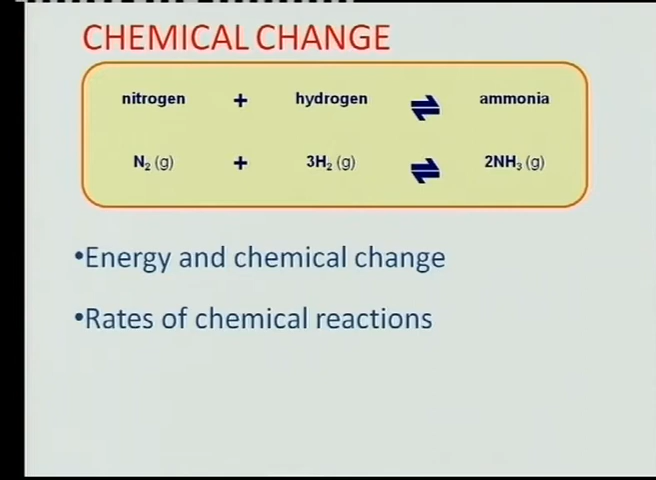 CHEMICAL CHANGE
nitrogen + hydrogen ⇌ ammonia
N₂ (g) + 3H₂ (g) ⇌ 2NH₃ (g)
•Energy and chemical change
•Rates of chemical reactions